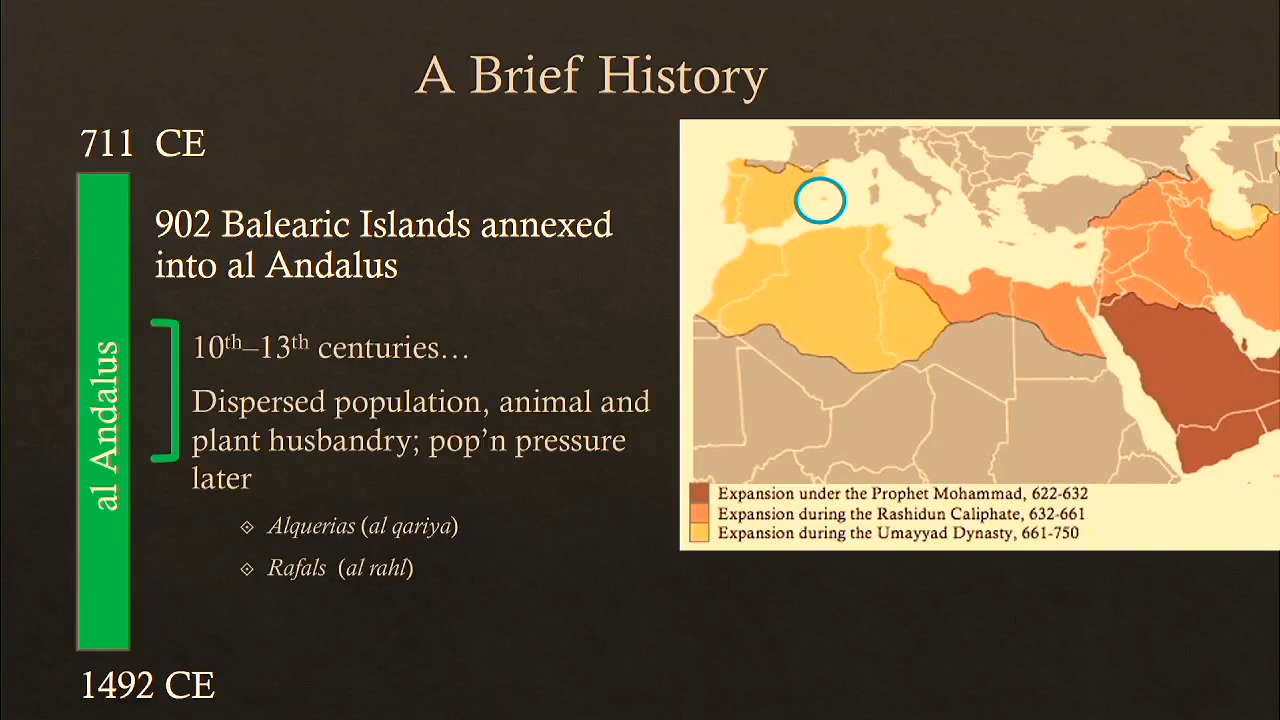 A Brief History
711 CE
902 Balearic Islands annexed
into al Andalus
al Andalus
10th–13th centuries…
Dispersed population, animal and
plant husbandry; pop’n pressure
later
Alquerias (al qariya)
Rafals (al rahl)
1492 CE
Expansion under the Prophet Mohammad, 622-632
Expansion during the Rashidun Caliphate, 632-661
Expansion during the Umayyad Dynasty, 661-750